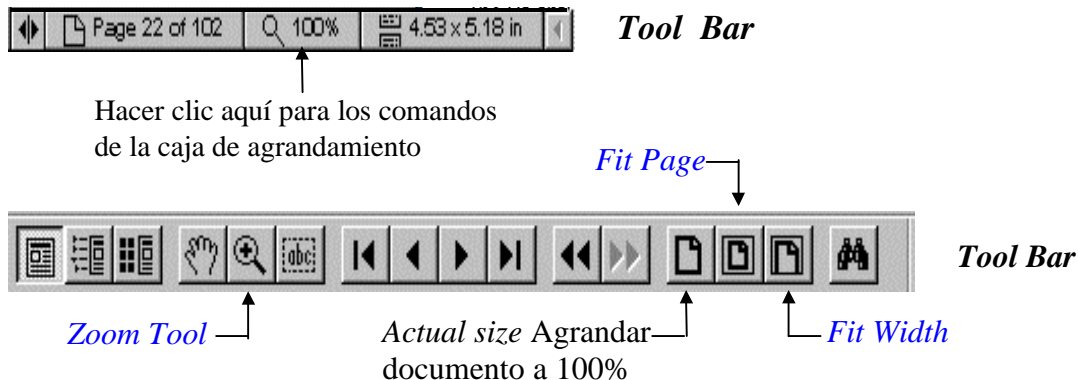 Page 22 of 102 100% 4.53 x 5.18 in Tool Bar
Hacer clic aquí para los comandos
de la caja de agrandamiento
Fit Page
abc
Tool Bar
Zoom Tool
Actual size Agrandar
documento a 100%
Fit Width